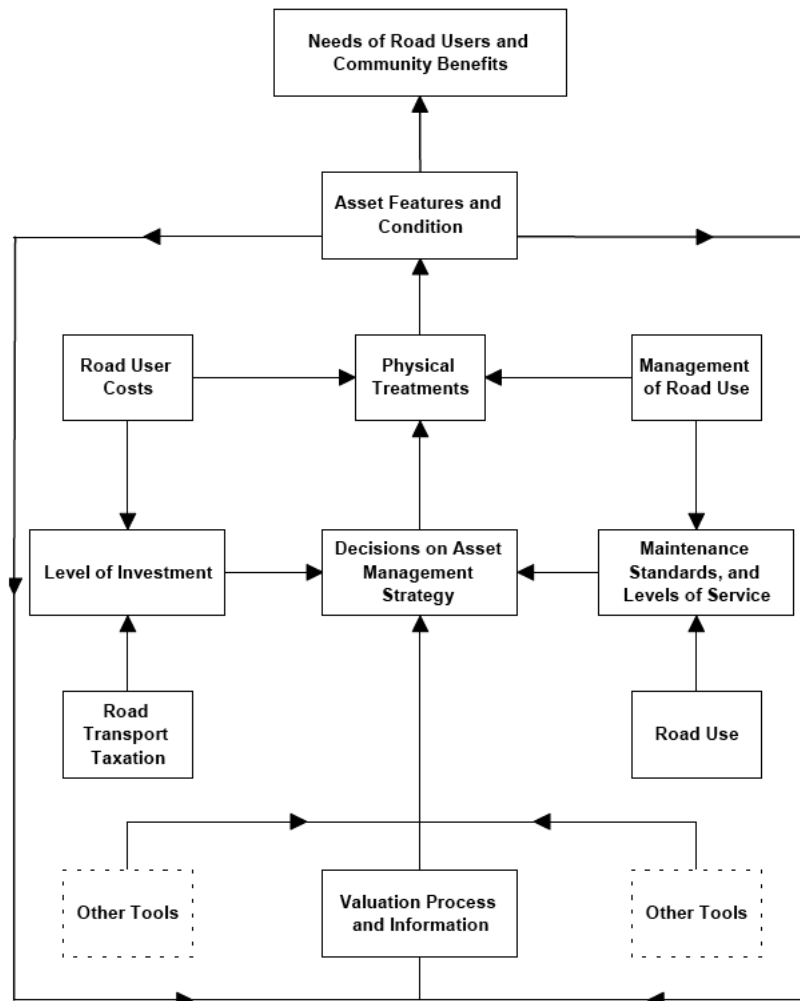 Needs of Road Users and
Community Benefits
Asset Features and
Condition
Road User
Costs
Physical
Treatments
Management
of Road Use
Level of Investment
Decisions on Asset
Management
Strategy
Maintenance
Standards, and
Levels of Service
Road
Transport
Taxation
Road Use
Other Tools
Valuation Process
and Information
Other Tools